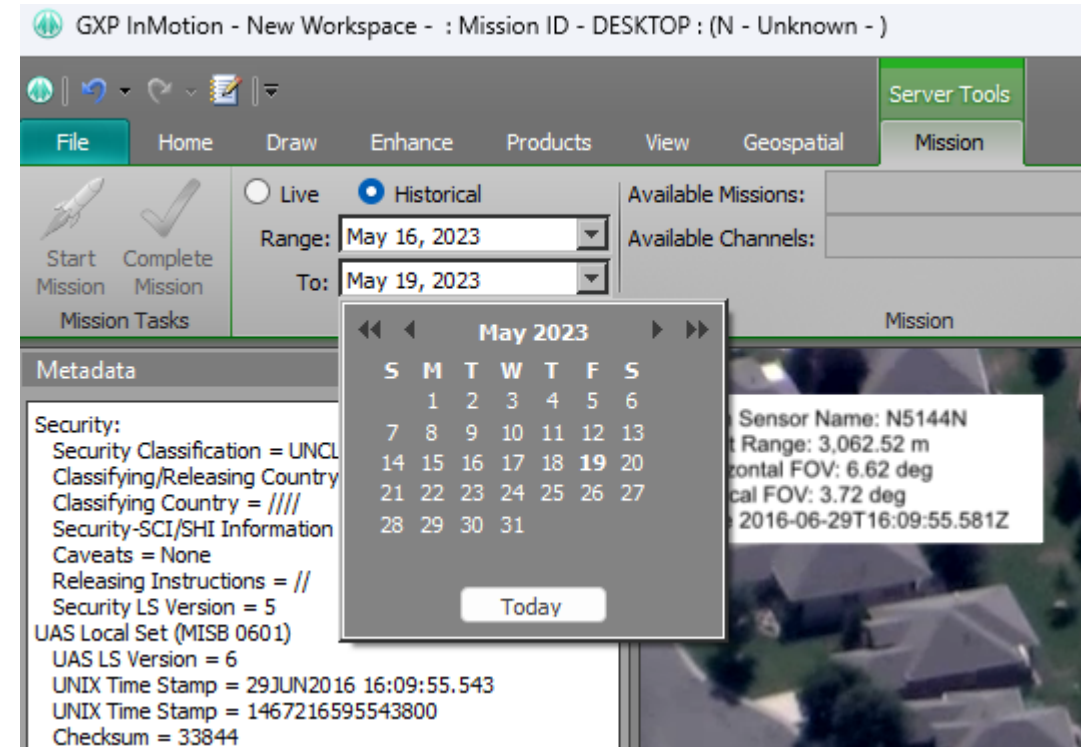 GXP InMotion - New Workspace - : Mission ID - DESKTOP : (N - Unknown - )
Server Tools
File Home Draw Enhance Products View Geospatial Mission
Start Mission
Complete Mission
Mission Tasks
Live Historical
Range: May 16, 2023
To: May 19, 2023
Available Missions:
Available Channels:
Mission
May 2023
S M T W T F S
1 2 3 4 5 6
7 8 9 10 11 12 13
14 15 16 17 18 19 20
21 22 23 24 25 26 27
28 29 30 31
Today
Metadata
Security:
Security Classification = UNCL
Classifying/Releasing Country
Classifying Country = ////
Security-SCI/SHI Information
Caveats = None
Releasing Instructions = //
Security LS Version = 5
UAS Local Set (MISB 0601)
UAS LS Version = 6
UNIX Time Stamp = 29JUN2016 16:09:55.543
UNIX Time Stamp = 1467216595543800
Checksum = 33844
Sensor Name: N5144N
Range: 3,062.52 m
FOV: 6.62 deg
FOV: 3.72 deg
2016-06-29T16:09:55.581Z